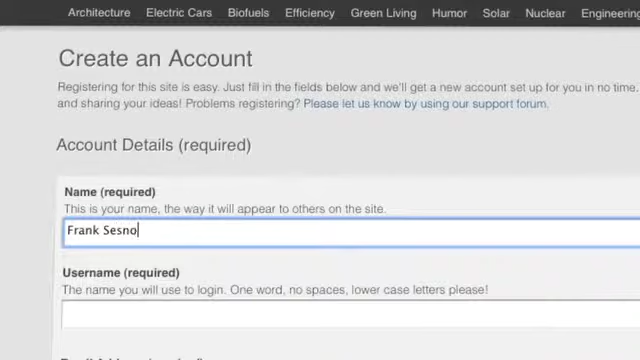 Architecture Electric Cars Biofuels Efficiency Green Living Humor Solar Nuclear Engineering
Create an Account
Registering for this site is easy. Just fill in the fields below and we'll get a new account set up for you in no time.
and sharing your ideas! Problems registering? Please let us know by using our support forum.
Account Details (required)
Name (required)
This is your name, the way it will appear to others on the site.
Frank Sesno
Username (required)
The name you will use to login. One word, no spaces, lower case letters please!